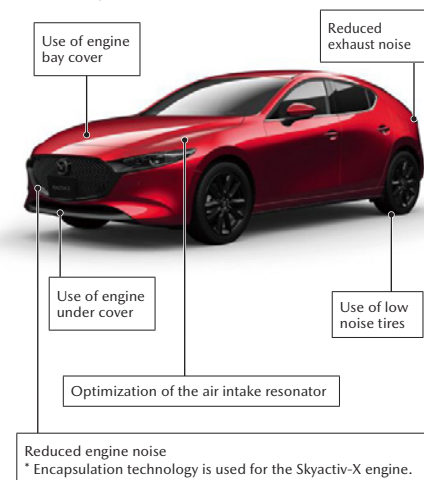 Use of engine
bay cover
Reduced
exhaust noise
Use of engine
under cover
Use of low
noise tires
Optimization of the air intake resonator
Reduced engine noise
* Encapsulation technology is used for the Skyactiv-X engine.